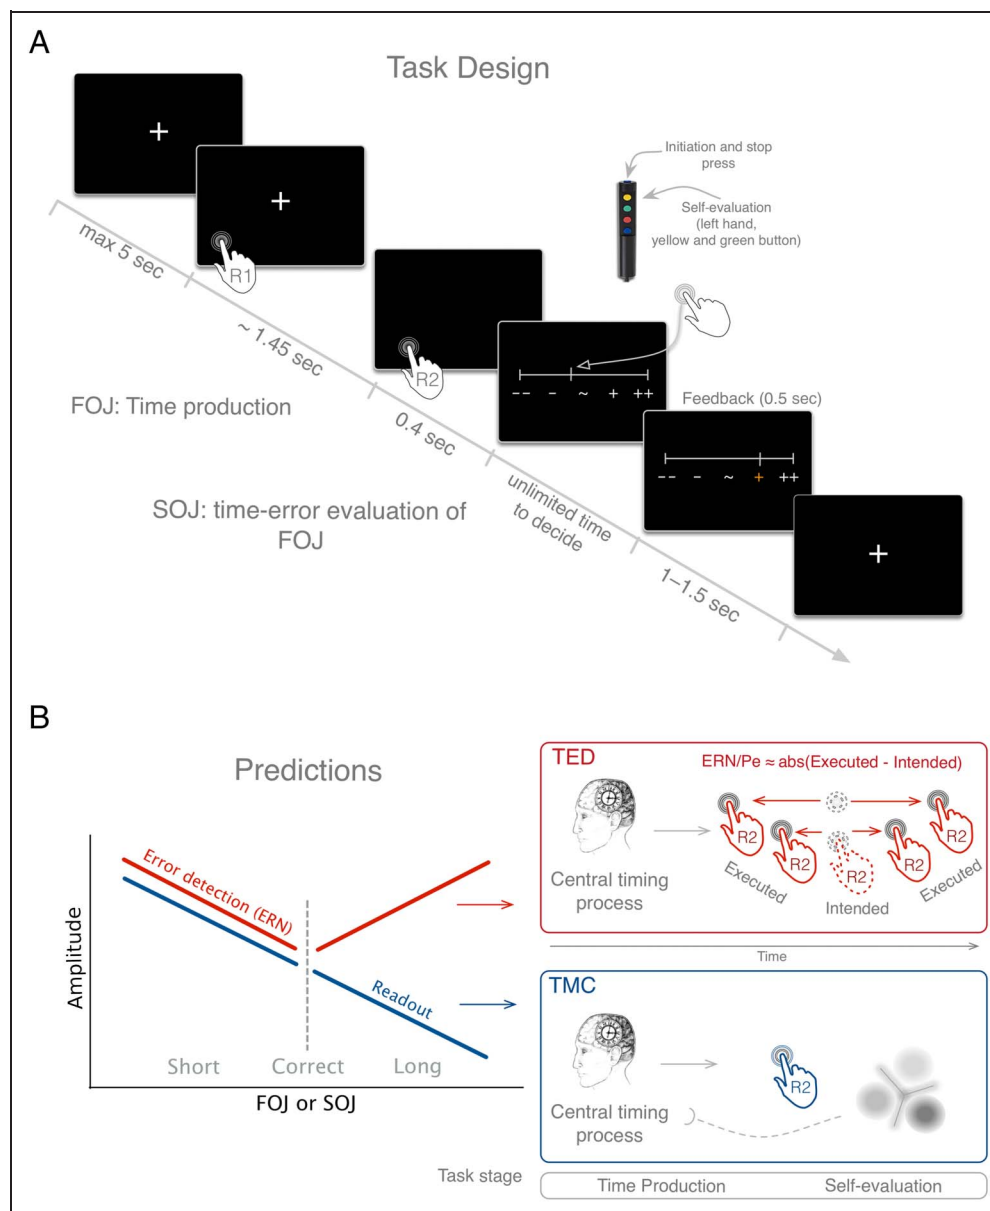 A
Task Design
+
+
R1
max 5 sec
~ 1.45 sec
R2
0.4 sec
Initiation and stop
press
Self-evaluation
(left hand,
yellow and green button)
-- - ~ + ++
unlimited time
to decide
Feedback (0.5 sec)
-- - ~ + ++
1–1.5 sec
+
FOJ: Time production
SOJ: time-error evaluation of
FOJ
B
Predictions
Amplitude
Error detection (ERN)
Readout
Short Correct Long
FOJ or SOJ
TED
ERN/Pe ≈ abs(Executed - Intended)
Central timing
process
R2
R2
R2
R2
R2
Executed
Intended
Executed
Time
TMC
Central timing
process
R2
Task stage
Time Production
Self-evaluation